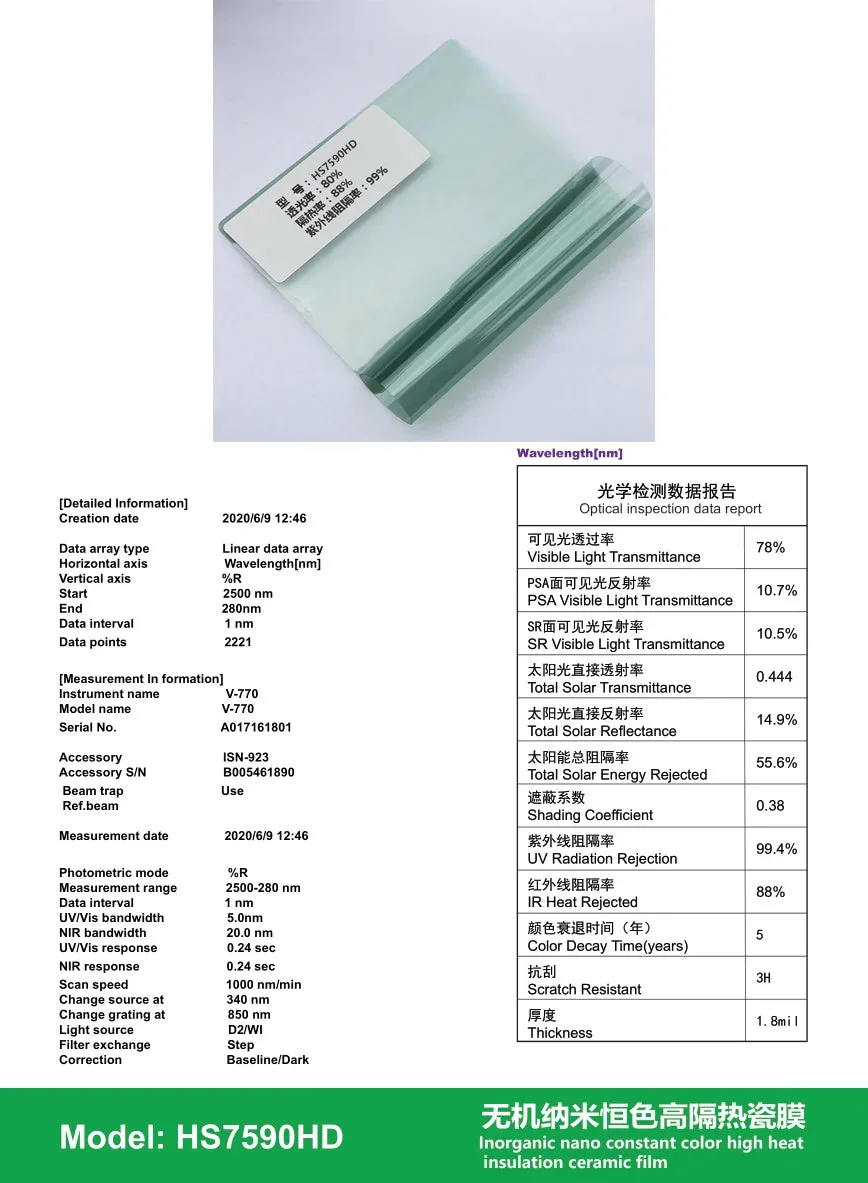 型 号：HS7590HD
透光率：80%
隔热率：88%
紫外线阻隔率：99%
[Detailed Information]
Creation date 2020/6/9 12:46
Data array type Linear data array
Horizontal axis Wavelength[nm]
Vertical axis %R
Start 2500 nm
End 280nm
Data interval 1 nm
Data points 2221
[Measurement In formation]
Instrument name V-770
Model name V-770
Serial No. A017161801
Accessory ISN-923
Accessory S/N B005461890
Beam trap Use
Ref.beam
Measurement date 2020/6/9 12:46
Photometric mode %R
Measurement range 2500-280 nm
Data interval 1 nm
UV/Vis bandwidth 5.0nm
NIR bandwidth 20.0 nm
UV/Vis response 0.24 sec
NIR response 0.24 sec
Scan speed 1000 nm/min
Change source at 340 nm
Change grating at 850 nm
Light source D2/WI
Filter exchange Step
Correction Baseline/Dark
Wavelength[nm]
光学检测数据报告
Optical inspection data report
可见光透过率
Visible Light Transmittance 78%
PSA面可见光反射率
PSA Visible Light Transmittance 10.7%
SR面可见光反射率
SR Visible Light Transmittance 10.5%
太阳光直接透射率
Total Solar Transmittance 0.444
太阳光直接反射率
Total Solar Reflectance 14.9%
太阳能总阻隔率
Total Solar Energy Rejected 55.6%
遮蔽系数
Shading Coefficient 0.38
紫外线阻隔率
UV Radiation Rejection 99.4%
红外线阻隔率
IR Heat Rejected 88%
颜色衰退时间（年）
Color Decay Time(years) 5
抗刮
Scratch Resistant 3H
厚度
Thickness 1.8mil
Model: HS7590HD
无机纳米恒色高隔热瓷膜
Inorganic nano constant color high heat
insulation ceramic film